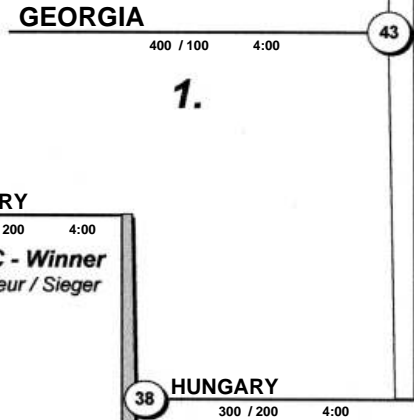 GEORGIA
43
400 / 100 4:00
1.
RY
200 4:00
- Winner
eur / Sieger
38 HUNGARY
300 / 200 4:00